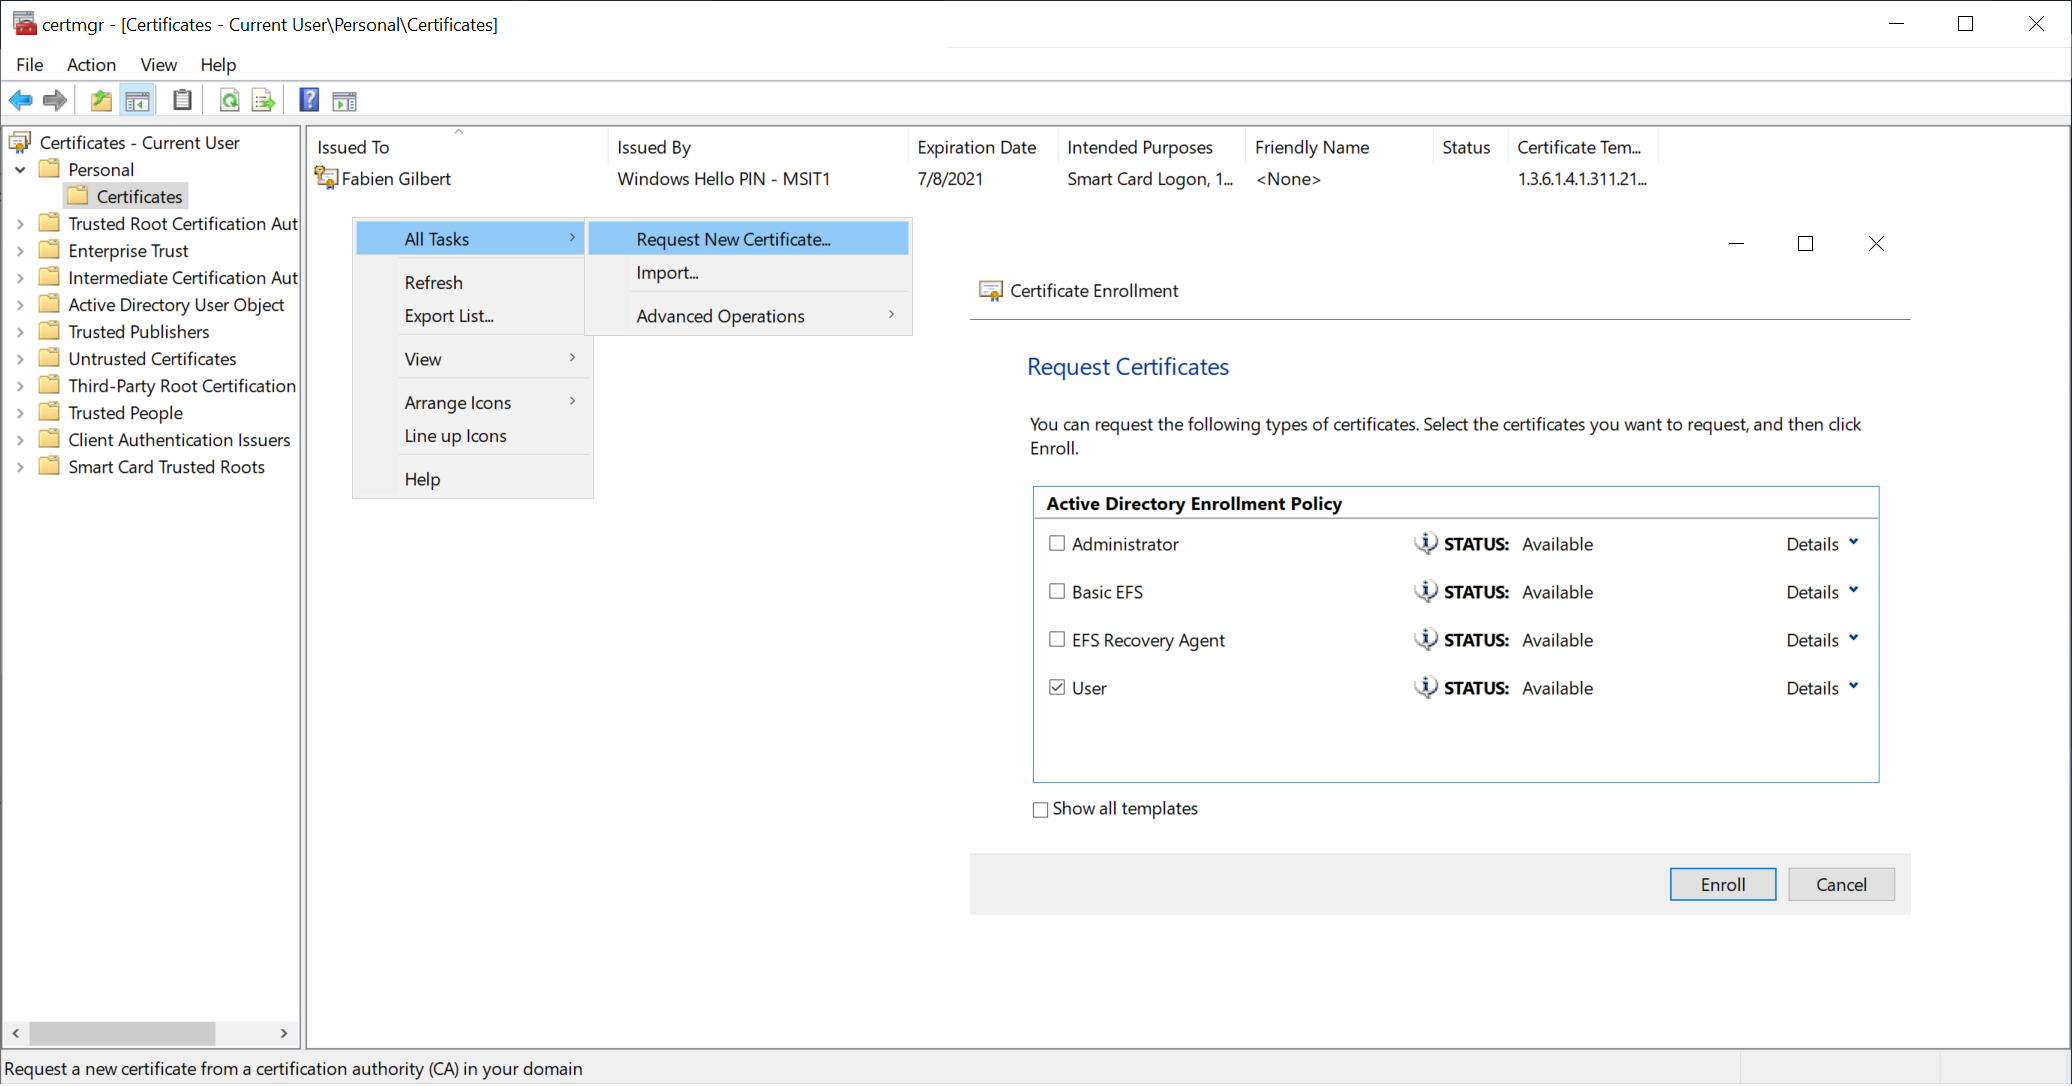 certmgr - [Certificates - Current User\Personal\Certificates]
File Action View Help
Certificates - Current User
Personal
Certificates
Trusted Root Certification Aut
Enterprise Trust
Intermediate Certification Aut
Active Directory User Object
Trusted Publishers
Untrusted Certificates
Third-Party Root Certification
Trusted People
Client Authentication Issuers
Smart Card Trusted Roots
Issued To Issued By Expiration Date Intended Purposes Friendly Name Status Certificate Tem...
Fabien Gilbert Windows Hello PIN - MSIT1 7/8/2021 Smart Card Logon, 1... <None> 1.3.6.1.4.1.311.21...
All Tasks
Refresh
Export List...
View
Arrange Icons
Line up Icons
Help
Request New Certificate...
Import...
Advanced Operations
Certificate Enrollment
Request Certificates
You can request the following types of certificates. Select the certificates you want to request, and then click
Enroll.
Active Directory Enrollment Policy
Administrator STATUS: Available Details
Basic EFS STATUS: Available Details
EFS Recovery Agent STATUS: Available Details
User STATUS: Available Details
Show all templates
Enroll Cancel
Request a new certificate from a certification authority (CA) in your domain